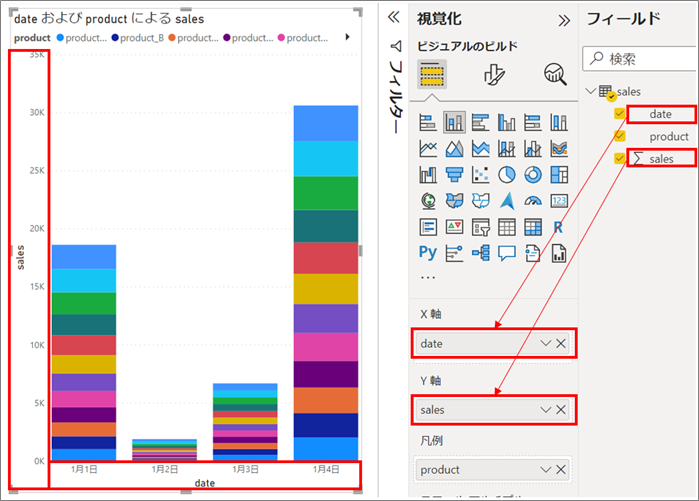 date および product による sales
product product... product_B product... product... product...
35K
30K
25K
20K
15K
10K
5K
0K
sales
1月1日 1月2日 1月3日 1月4日
date
フィルター
視覚化
ビジュアルのビルド
123
R
Py
...
X 軸
date
Y 軸
sales
凡例
product
フィールド
検索
sales
date
product
sales